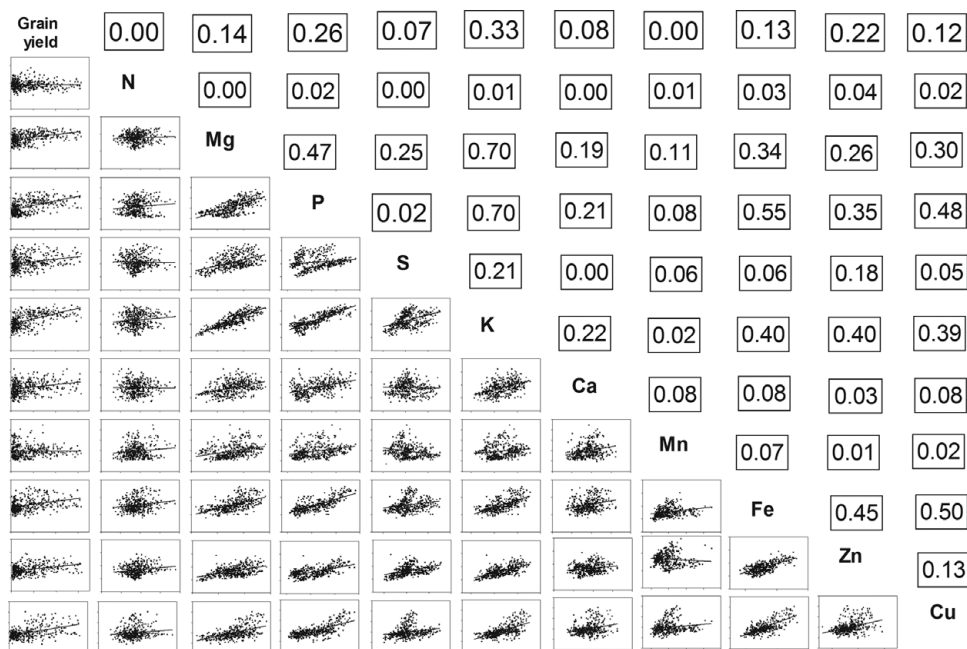 Grain yield 0.00 0.14 0.26 0.07 0.33 0.08 0.00 0.13 0.22 0.12
N 0.00 0.02 0.00 0.01 0.00 0.01 0.03 0.04 0.02
Mg 0.47 0.25 0.70 0.19 0.11 0.34 0.26 0.30
P 0.02 0.70 0.21 0.08 0.55 0.35 0.48
S 0.21 0.00 0.06 0.06 0.18 0.05
K 0.22 0.02 0.40 0.40 0.39
Ca 0.08 0.08 0.03 0.08
Mn 0.07 0.01 0.02
Fe 0.45 0.50
Zn 0.13
Cu